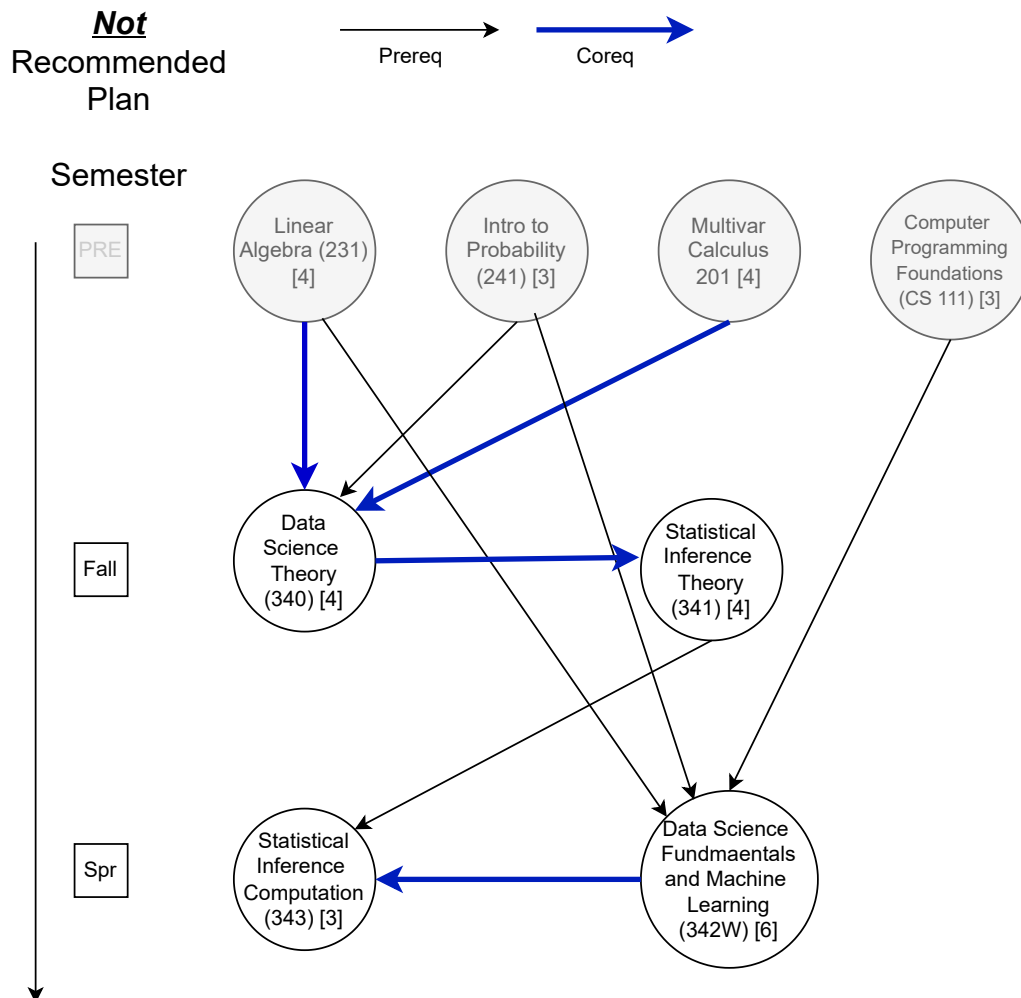 Not
Recommended
Plan
Prereq
Coreq
Semester
PRE
Linear
Algebra (231)
[4]
Intro to
Probability
(241) [3]
Multivar
Calculus
201 [4]
Computer
Programming
Foundations
(CS 111) [3]
Fall
Data
Science
Theory
(340) [4]
Statistical
Inference
Theory
(341) [4]
Spr
Statistical
Inference
Computation
(343) [3]
Data Science
Fundmaentals
and Machine
Learning
(342W) [6]